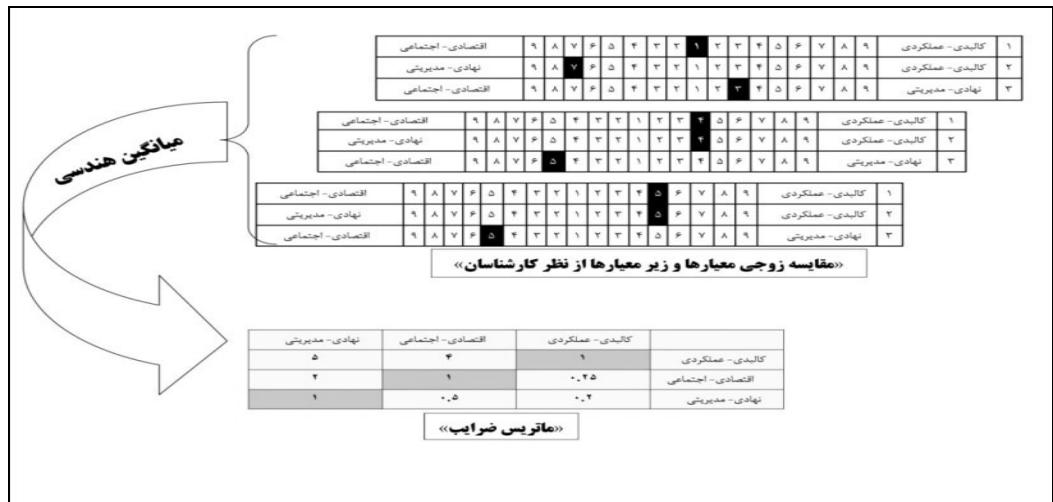 ۱ کالبدی- عملکردی ۹ ۸ ۷ ۶ ۵ ۴ ۳ ۲ ۱ ۲ ۳ ۴ ۵ ۶ ۷ ۸ ۹ اقتصادی- اجتماعی
۲ کالبدی- عملکردی ۹ ۸ ۷ ۶ ۵ ۴ ۳ ۲ ۱ ۲ ۳ ۴ ۵ ۶ ۷ ۸ ۹ نهادی- مدیریتی
۳ نهادی- مدیریتی ۹ ۸ ۷ ۶ ۵ ۴ ۳ ۲ ۱ ۲ ۳ ۴ ۵ ۶ ۷ ۸ ۹ اقتصادی- اجتماعی
۱ کالبدی- عملکردی ۹ ۸ ۷ ۶ ۵ ۴ ۳ ۲ ۱ ۲ ۳ ۴ ۵ ۶ ۷ ۸ ۹ اقتصادی- اجتماعی
۲ کالبدی- عملکردی ۹ ۸ ۷ ۶ ۵ ۴ ۳ ۲ ۱ ۲ ۳ ۴ ۵ ۶ ۷ ۸ ۹ نهادی- مدیریتی
۳ نهادی- مدیریتی ۹ ۸ ۷ ۶ ۵ ۴ ۳ ۲ ۱ ۲ ۳ ۴ ۵ ۶ ۷ ۸ ۹ اقتصادی- اجتماعی
۱ کالبدی- عملکردی ۹ ۸ ۷ ۶ ۵ ۴ ۳ ۲ ۱ ۲ ۳ ۴ ۵ ۶ ۷ ۸ ۹ اقتصادی- اجتماعی
۲ کالبدی- عملکردی ۹ ۸ ۷ ۶ ۵ ۴ ۳ ۲ ۱ ۲ ۳ ۴ ۵ ۶ ۷ ۸ ۹ نهادی- مدیریتی
۳ نهادی- مدیریتی ۹ ۸ ۷ ۶ ۵ ۴ ۳ ۲ ۱ ۲ ۳ ۴ ۵ ۶ ۷ ۸ ۹ اقتصادی- اجتماعی
«مقایسه زوجی معیارها و زیر معیارها از نظر کارشناسان»
میانگین هندسی
کالبدی- عملکردی اقتصادی- اجتماعی نهادی- مدیریتی
کالبدی- عملکردی ۱ ۴ ۵
اقتصادی- اجتماعی ۰.۲۵ ۱ ۲
نهادی- مدیریتی ۰.۲ ۰.۵ ۱
«ماتریس ضرایب»